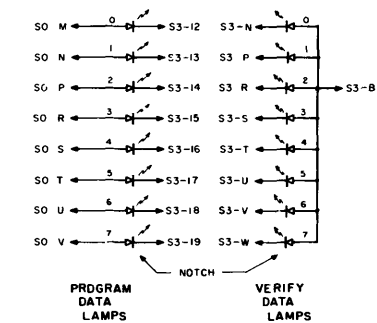 SO M 0 S3-12 S3-N 0
SO N 1 S3-13 S3 P 1
SO P 2 S3-14 S3 R 2 S3-B
SO R 3 S3-15 S3-S 3
SO S 4 S3-16 S3-T 4
SO T 5 S3-17 S3-U 5
SO U 6 S3-18 S3-V 6
SO V 7 S3-19 S3-W 7
NOTCH
PROGRAM
DATA
LAMPS
VERIFY
DATA
LAMPS